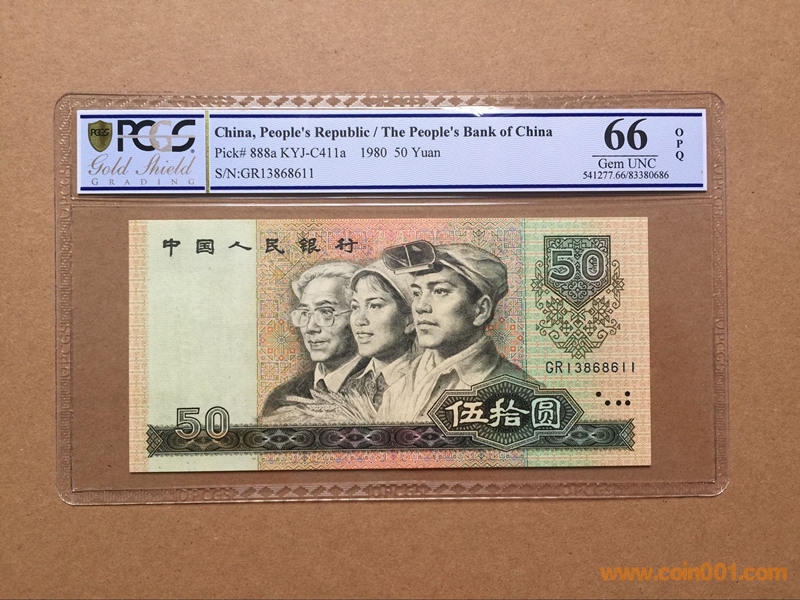 PCGS
PCGS
Gold Shield
GRADING
China, People's Republic / The People's Bank of China
Pick# 888a KYJ-C411a 1980 50 Yuan
S/N:GR13868611
66
Gem UNC
541277.66/83380686
OPQ
中国人民银行
50
GR13868611
50
伍拾圆
www.coin001.com